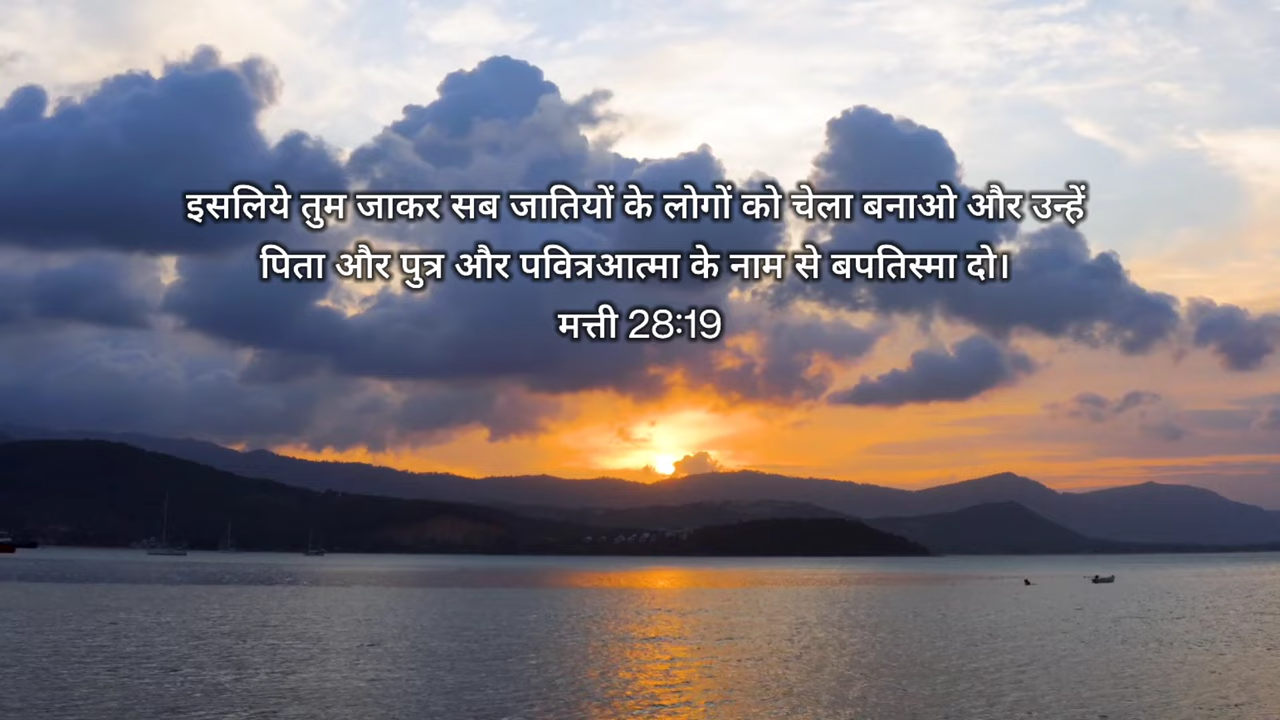 इसलिये तुम जाकर सब जातियों के लोगों को चेला बनाओ और उन्हें
पिता और पुत्र और पवित्रआत्मा के नाम से बपतिस्मा दो।
मत्ती 28:19